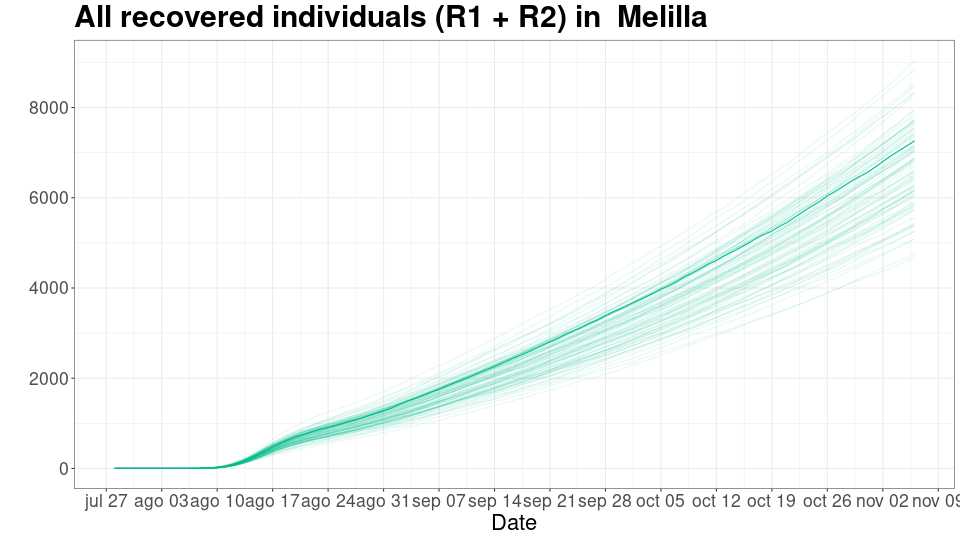 All recovered individuals (R1 + R2) in  Melilla
8000
6000
4000
2000
0
jul 27 ago 03 ago 10 ago 17 ago 24 ago 31 sep 07 sep 14 sep 21 sep 28 oct 05 oct 12 oct 19 oct 26 nov 02 nov 09
Date